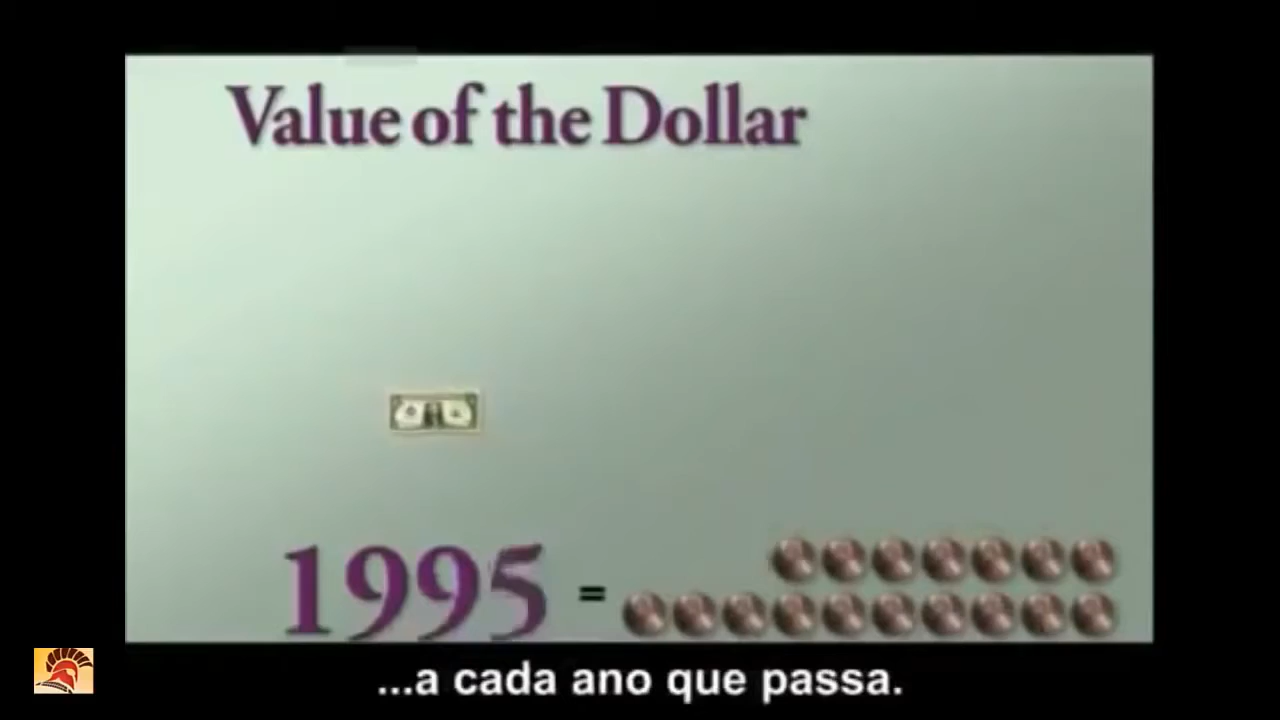 Value of the Dollar
1995 =
...a cada ano que passa.